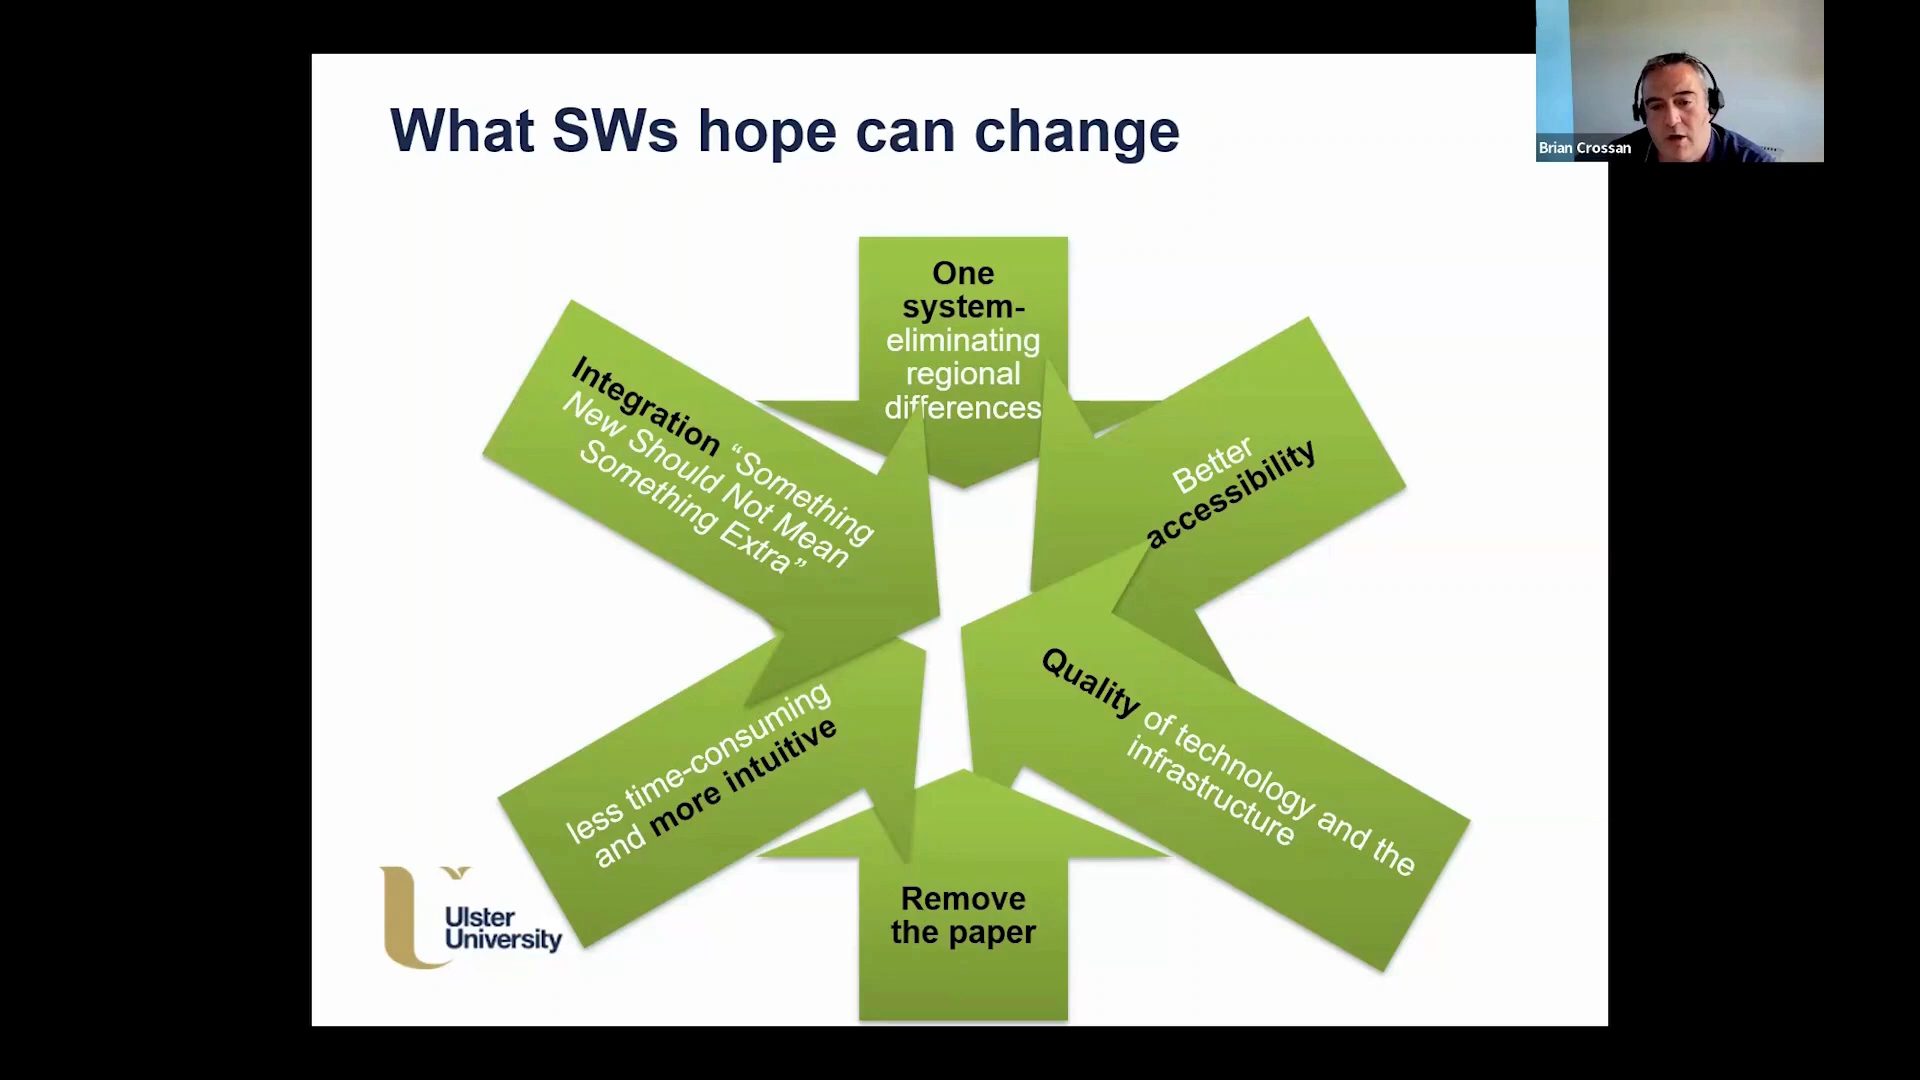 What SWs hope can change
Brian Crossan
One
system-
eliminating
regional
differences
Better
accessibility
Quality of technology and the
infrastructure
Remove
the paper
less time-consuming
and more intuitive
Integration “Something
New Should Not Mean
Something Extra”
Ulster
University